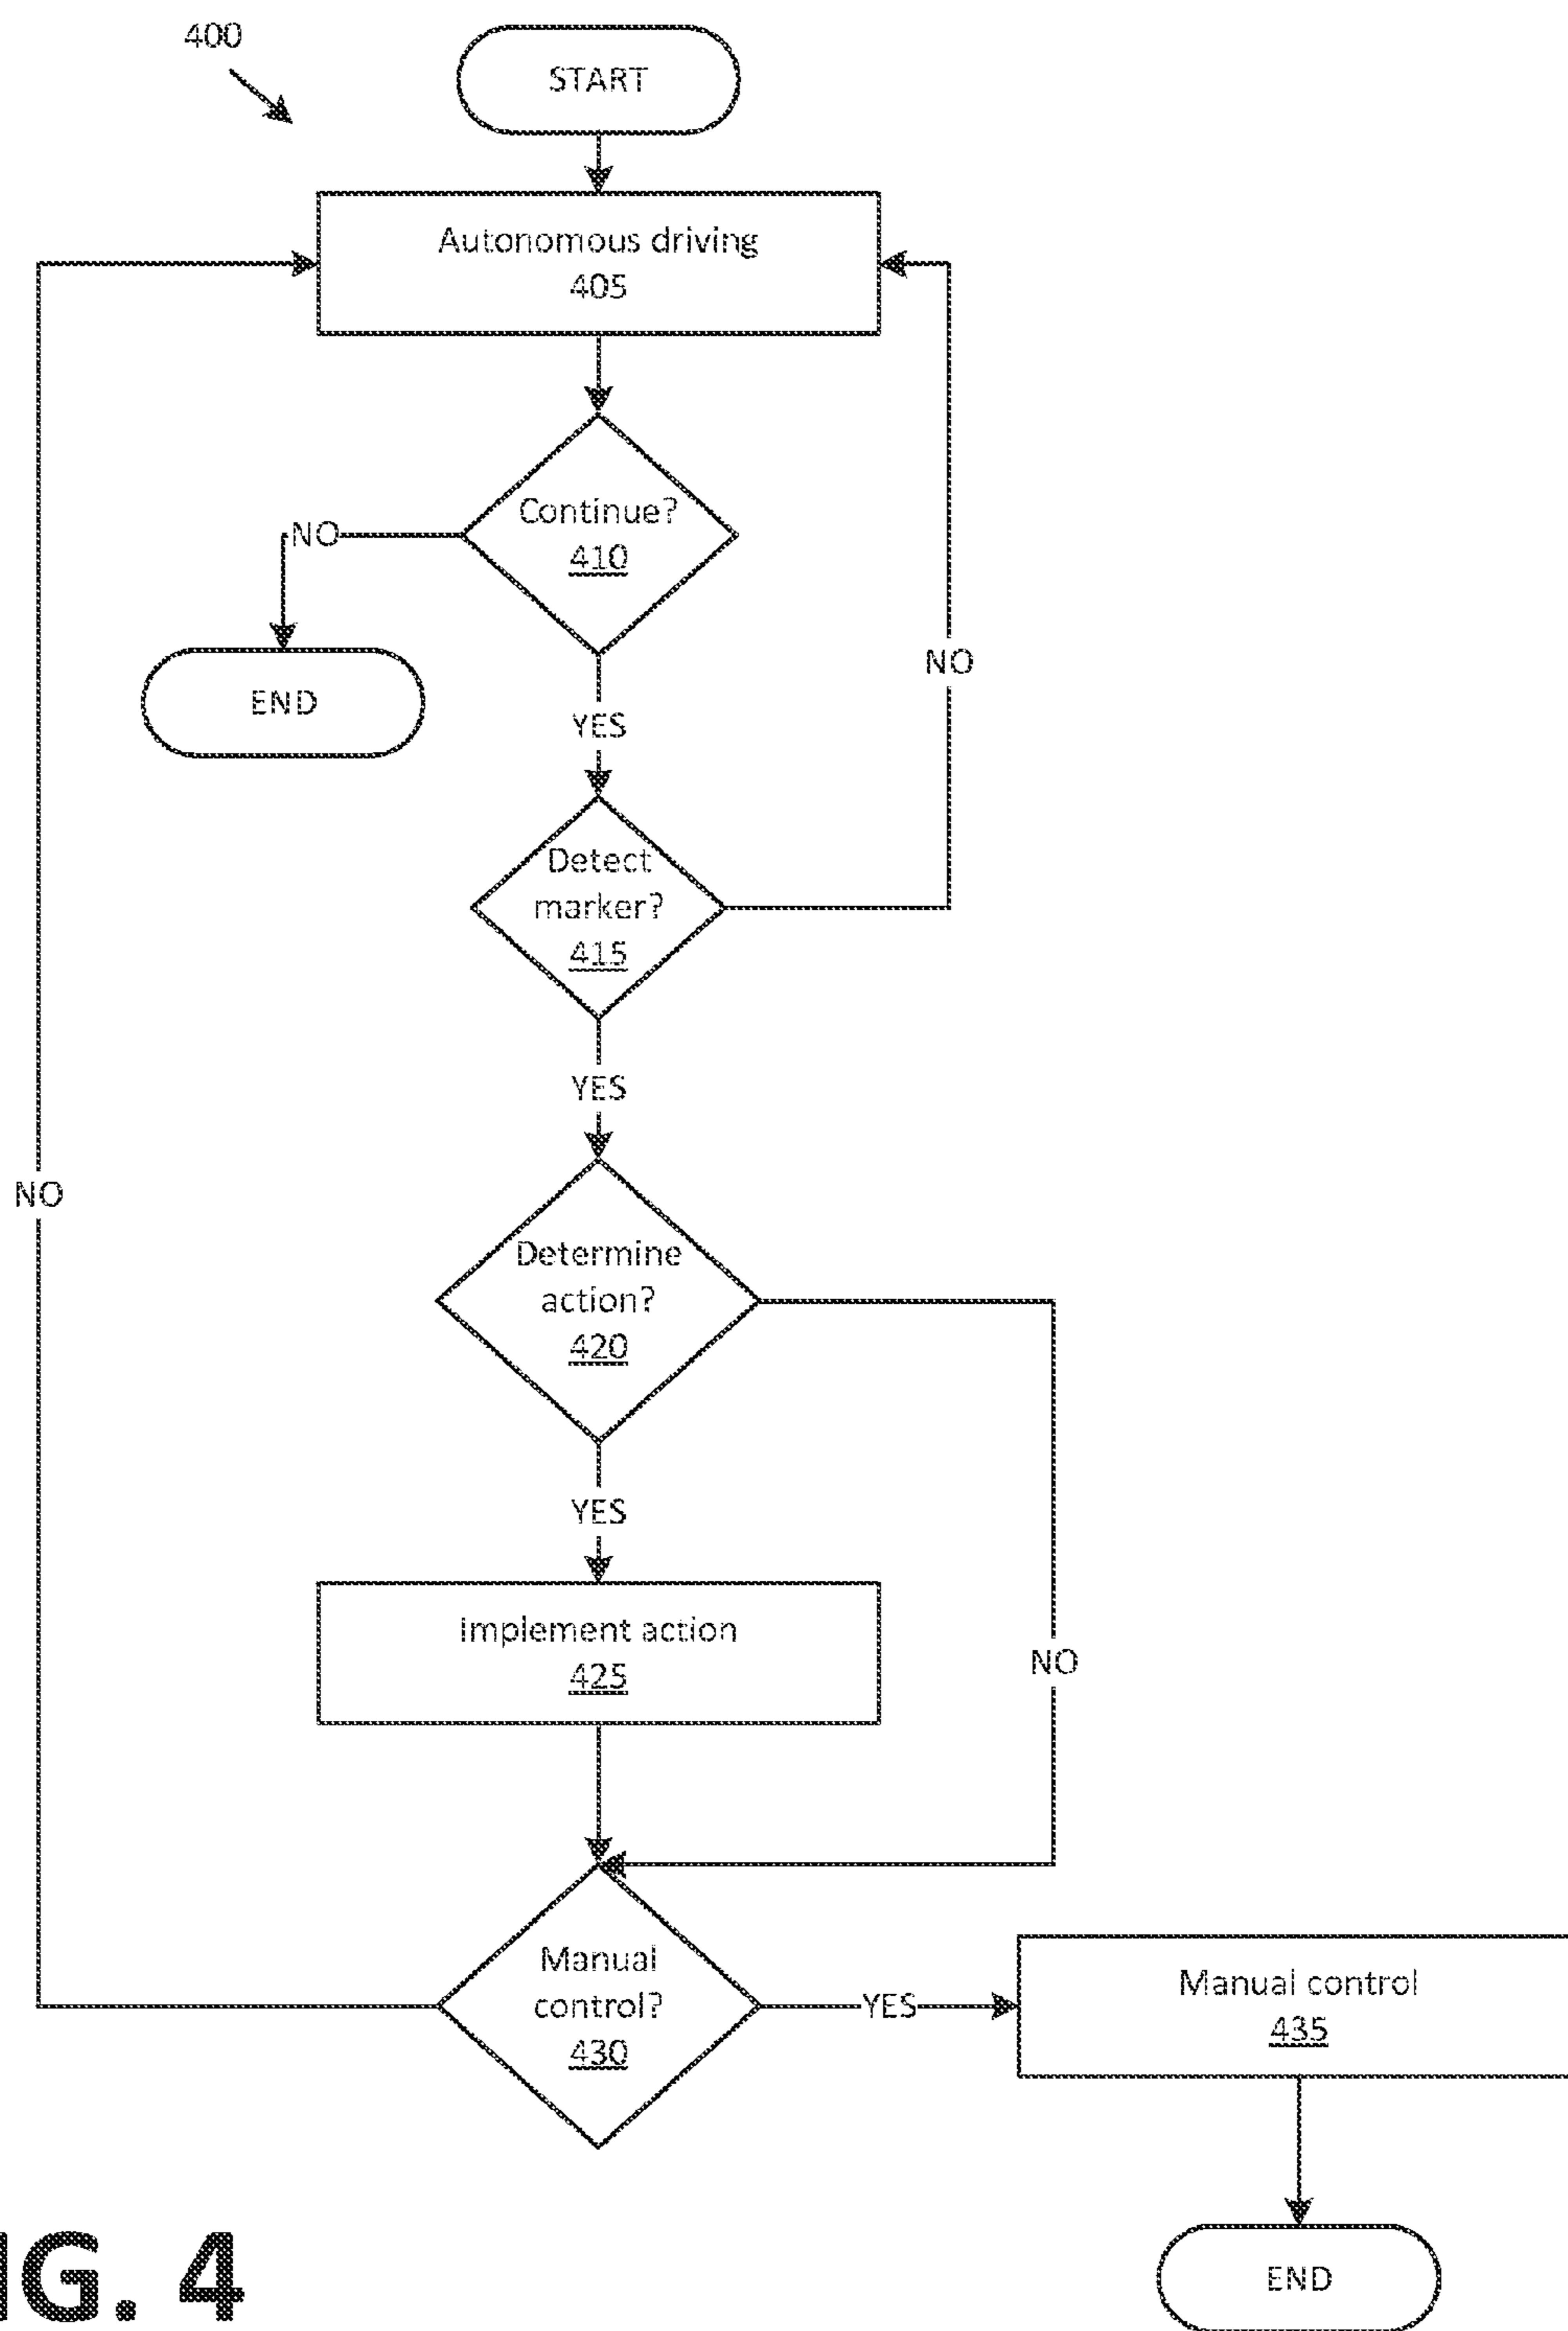 400
START
Autonomous driving
405
Continue?
410
NO
END
YES
NO
Detect
marker?
415
YES
NO
Determine
action?
420
YES
Implement action
425
NO
Manual
control?
430
YES
Manual control
435
IG. 4
END